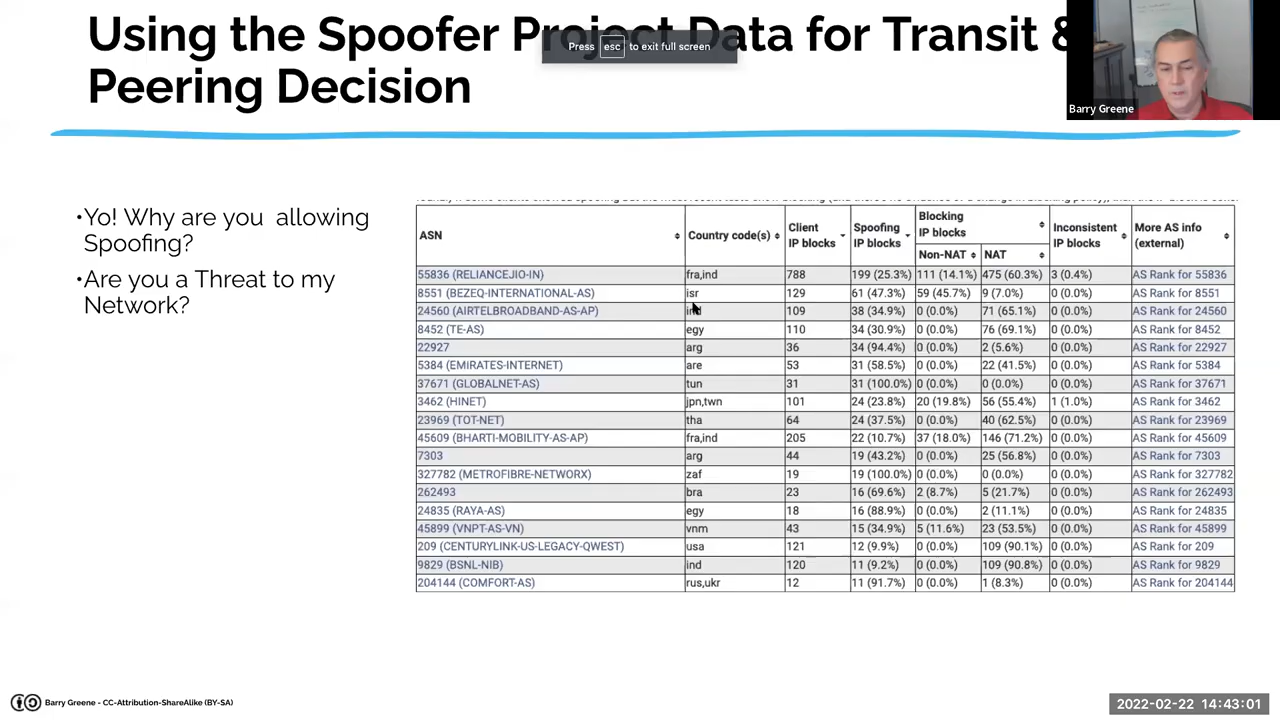 Using the Spoofer Project Data for Transit &
Peering Decision
Press esc to exit full screen
Barry Greene
•Yo! Why are you allowing
Spoofing?
•Are you a Threat to my
Network?
ASN Country code(s) Client IP blocks Spoofing IP blocks Blocking IP blocks Inconsistent IP blocks More AS info (external)
Non-NAT NAT
55836 (RELIANCEJIO-IN) fra,ind 788 199 (25.3%) 111 (14.1%) 475 (60.3%) 3 (0.4%) AS Rank for 55836
8551 (BEZEQ-INTERNATIONAL-AS) isr 129 61 (47.3%) 59 (45.7%) 9 (7.0%) 0 (0.0%) AS Rank for 8551
24560 (AIRTELBROADBAND-AS-AP) ind 109 38 (34.9%) 0 (0.0%) 71 (65.1%) 0 (0.0%) AS Rank for 24560
8452 (TE-AS) egy 110 34 (30.9%) 0 (0.0%) 76 (69.1%) 0 (0.0%) AS Rank for 8452
22927 arg 36 34 (94.4%) 0 (0.0%) 2 (5.6%) 0 (0.0%) AS Rank for 22927
5384 (EMIRATES-INTERNET) are 53 31 (58.5%) 0 (0.0%) 22 (41.5%) 0 (0.0%) AS Rank for 5384
37671 (GLOBALNET-AS) tun 31 31 (100.0%) 0 (0.0%) 0 (0.0%) 0 (0.0%) AS Rank for 37671
3462 (HINET) jpn,twn 101 24 (23.8%) 20 (19.8%) 56 (55.4%) 1 (1.0%) AS Rank for 3462
23969 (TOT-NET) tha 64 24 (37.5%) 0 (0.0%) 40 (62.5%) 0 (0.0%) AS Rank for 23969
45609 (BHARTI-MOBILITY-AS-AP) fra,ind 205 22 (10.7%) 37 (18.0%) 146 (71.2%) 0 (0.0%) AS Rank for 45609
7303 arg 44 19 (43.2%) 0 (0.0%) 25 (56.8%) 0 (0.0%) AS Rank for 7303
327782 (METROFIBRE-NETWORX) zaf 19 19 (100.0%) 0 (0.0%) 0 (0.0%) 0 (0.0%) AS Rank for 327782
262493 bra 23 16 (69.6%) 2 (8.7%) 5 (21.7%) 0 (0.0%) AS Rank for 262493
24835 (RAYA-AS) egy 18 16 (88.9%) 0 (0.0%) 2 (11.1%) 0 (0.0%) AS Rank for 24835
45899 (VNPT-AS-VN) vnm 43 15 (34.9%) 5 (11.6%) 23 (53.5%) 0 (0.0%) AS Rank for 45899
209 (CENTURYLINK-US-LEGACY-QWEST) usa 121 12 (9.9%) 0 (0.0%) 109 (90.1%) 0 (0.0%) AS Rank for 209
9829 (BSNL-NIB) ind 120 11 (9.2%) 0 (0.0%) 109 (90.8%) 0 (0.0%) AS Rank for 9829
204144 (COMFORT-AS) rus,ukr 12 11 (91.7%) 0 (0.0%) 1 (8.3%) 0 (0.0%) AS Rank for 204144
Barry Greene - CC-Attribution-ShareAlike (BY-SA)
2022-02-22 14:43:01